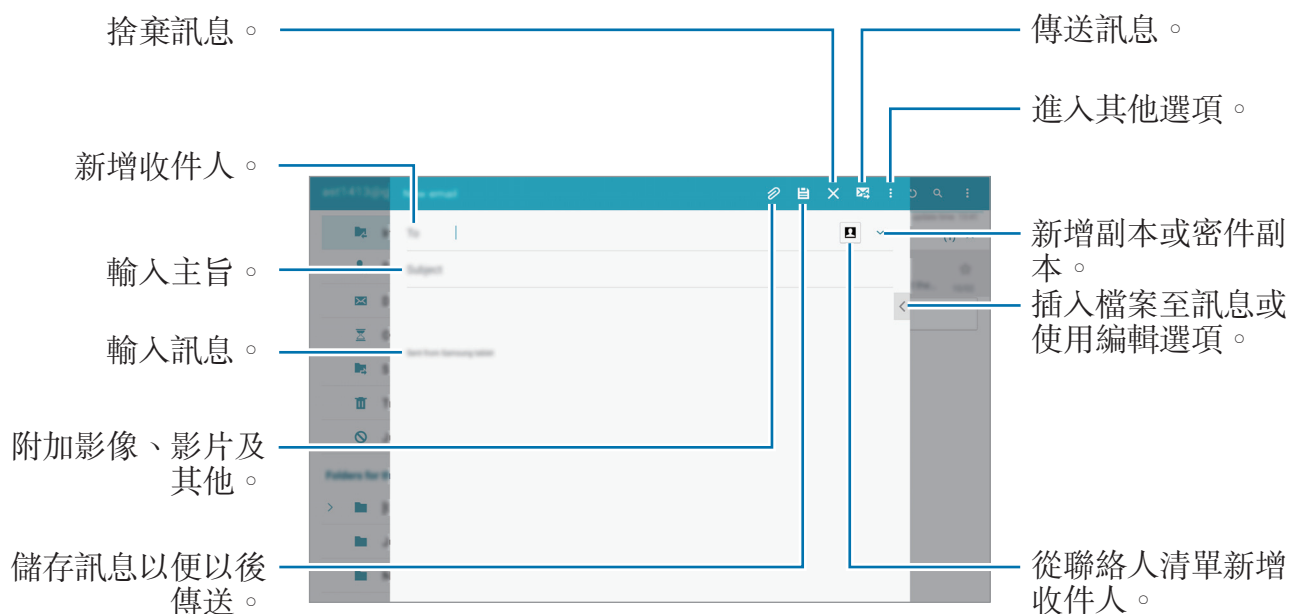 捨棄訊息。
傳送訊息。
進入其他選項。
新增收件人。
To
新增副本或密件副
本。
輸入主旨。
Subject
插入檔案至訊息或
使用編輯選項。
輸入訊息。
Sent from Samsung tablet
附加影像、影片及
其他。
儲存訊息以便以後
傳送。
從聯絡人清單新增
收件人。